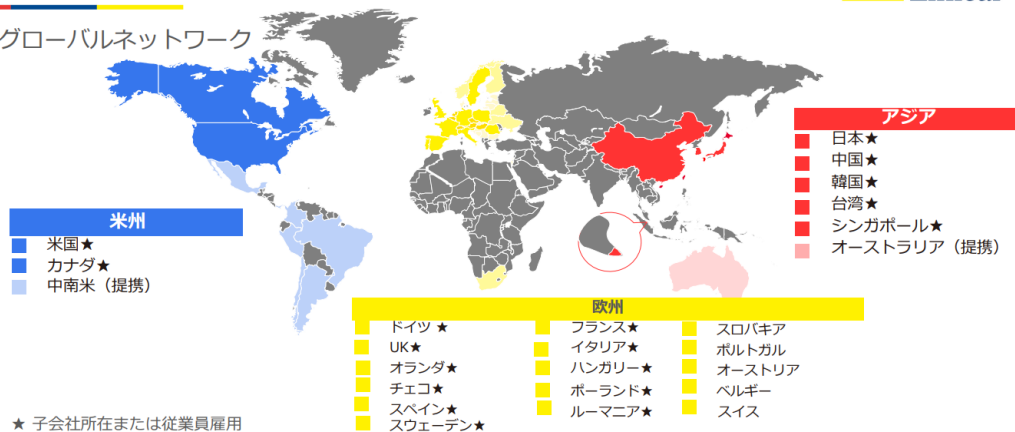 グローバルネットワーク
アジア
日本★
中国★
韓国★
台湾★
シンガポール★
オーストラリア（提携）
米州
米国★
カナダ★
中南米（提携）
欧州
ドイツ ★
UK★
オランダ★
チェコ★
スペイン★
スウェーデン★
フランス★
イタリア★
ハンガリー★
ポーランド★
ルーマニア★
スロバキア
ポルトガル
オーストリア
ベルギー
スイス
★ 子会社所在または従業員雇用